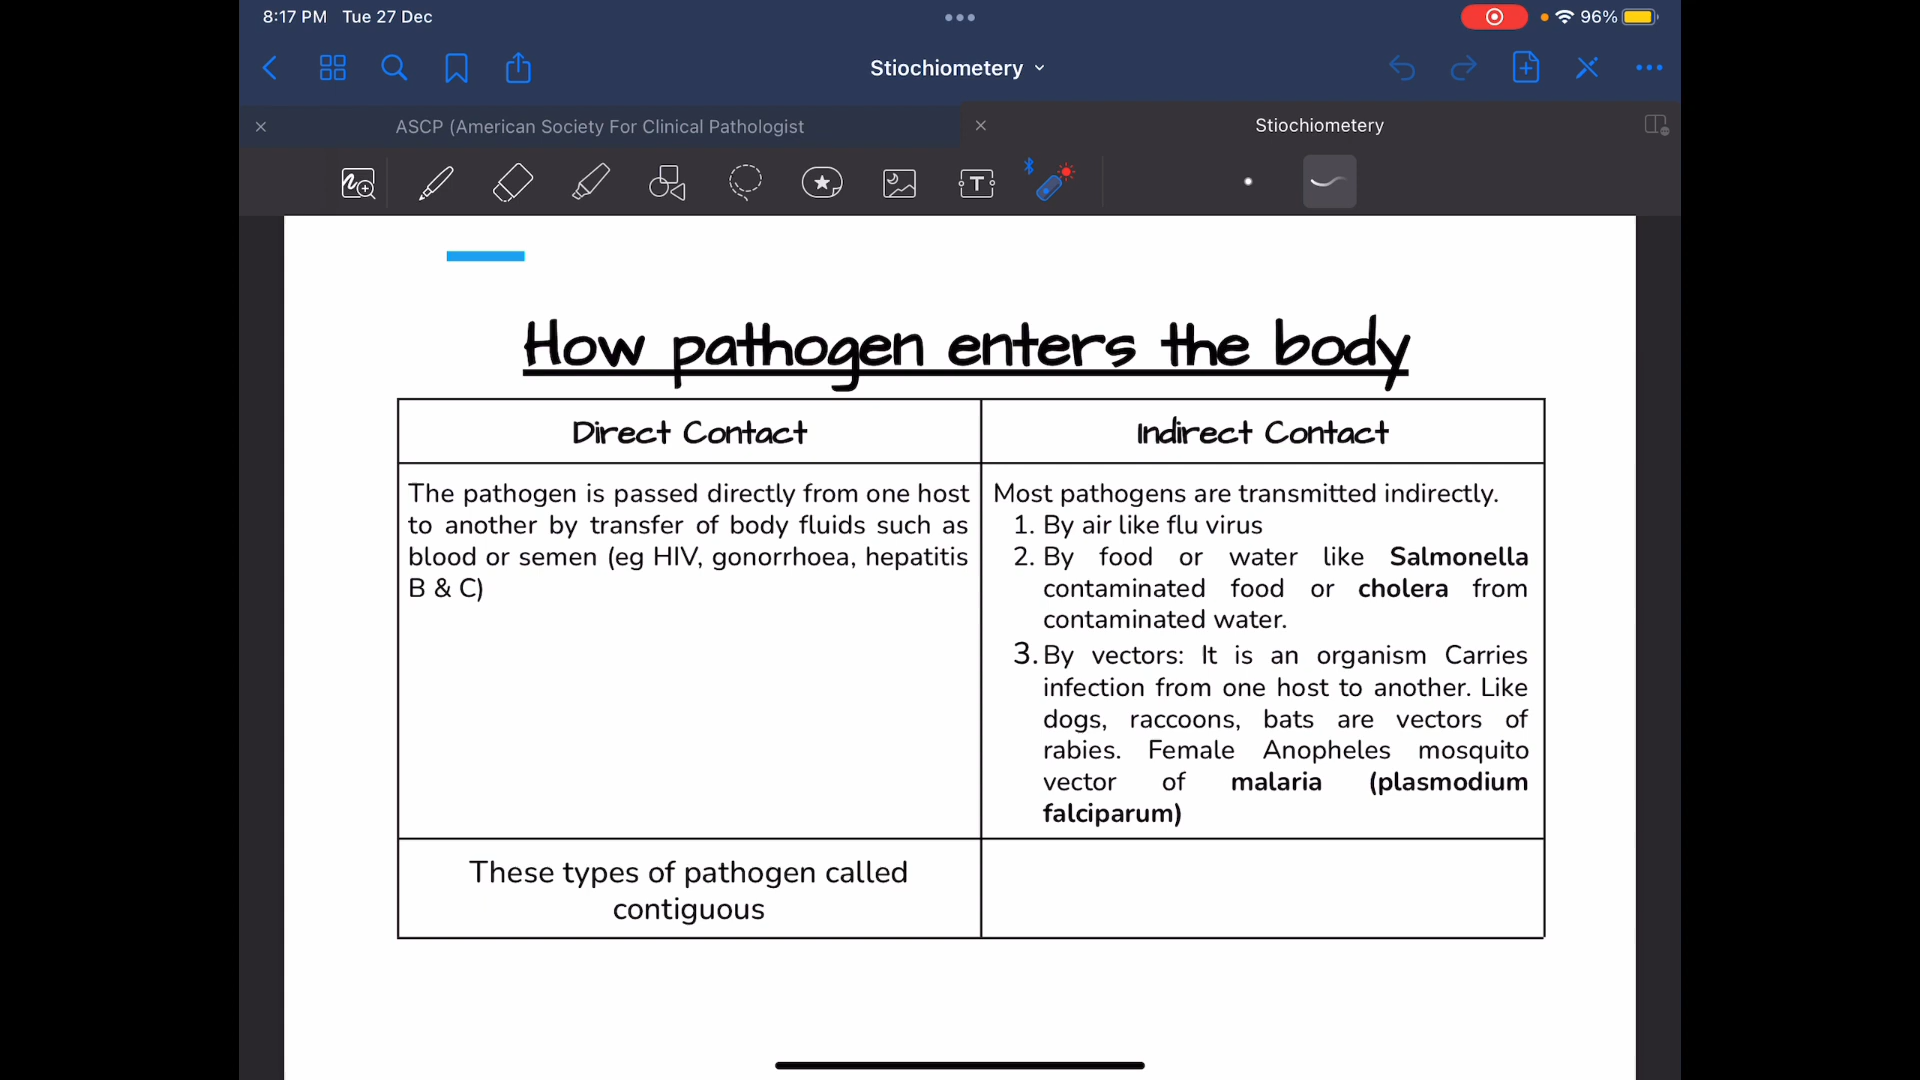 8:17 PM Tue 27 Dec
96%
Stiochiometery
ASCP (American Society For Clinical Pathologist
Stiochiometery
T
How pathogen enters the body
Direct Contact
Indirect Contact
The pathogen is passed directly from one host
to another by transfer of body fluids such as
blood or semen (eg HIV, gonorrhoea, hepatitis
B & C)
Most pathogens are transmitted indirectly.
1. By air like flu virus
2. By food or water like Salmonella
contaminated food or cholera from
contaminated water.
3. By vectors: It is an organism Carries
infection from one host to another. Like
dogs, raccoons, bats are vectors of
rabies. Female Anopheles mosquito
vector of malaria (plasmodium
falciparum)
These types of pathogen called
contiguous